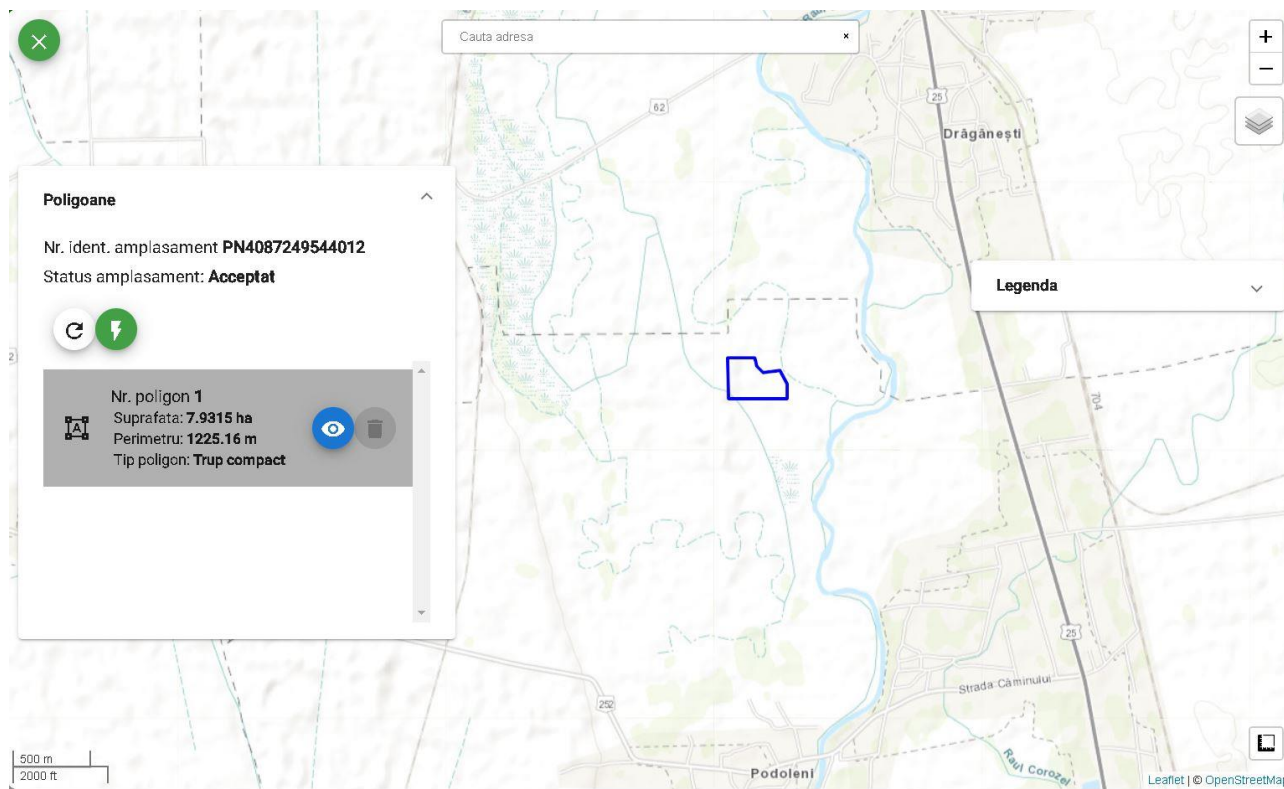 Cauta adresa
×
+
−
62
25
Drăgănești
Poligoane
Nr. ident. amplasament PN4087249544012
Status amplasament: Acceptat
Legenda
Nr. poligon 1
Suprafata: 7.9315 ha
Perimetru: 1225.16 m
Tip poligon: Trup compact
704
25
Strada Căminului
252
500 m
2000 ft
Podoleni
Raul Corozel
Leaflet | © OpenStreetMap